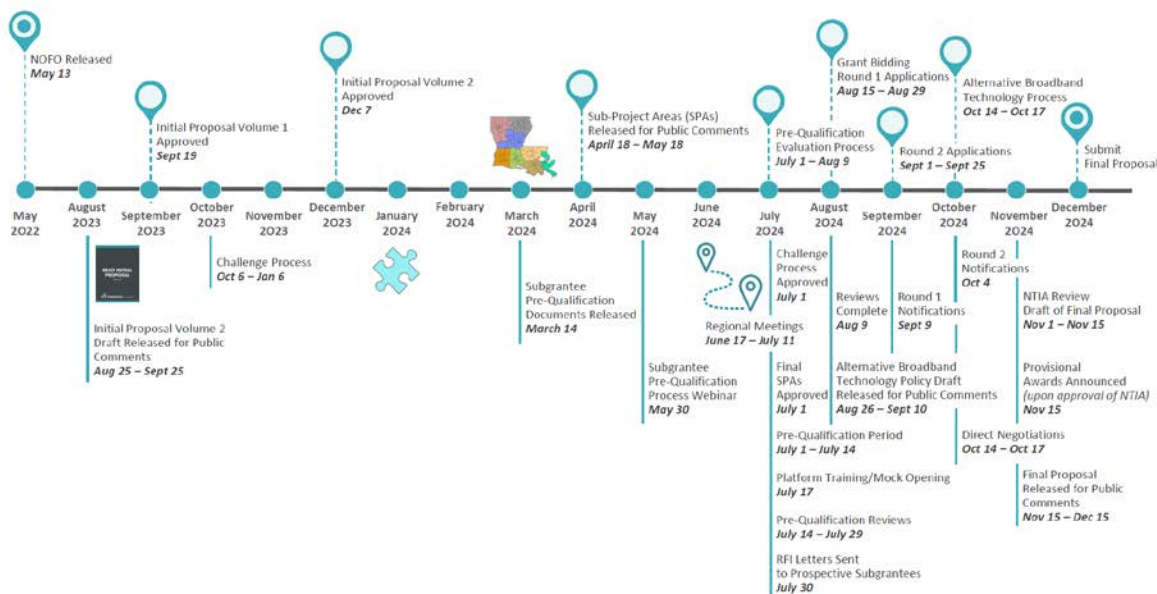 NOFO Released
May 13
Initial Proposal Volume 1
Approved
Sept 19
Initial Proposal Volume 2
Approved
Dec 7
Sub-Project Areas (SPAs)
Released for Public Comments
April 18 – May 18
Pre-Qualification
Evaluation Process
July 1 – Aug 9
Grant Bidding
Round 1 Applications
Aug 15 – Aug 29
Round 2 Applications
Sept 1 – Sept 25
Alternative Broadband
Technology Process
Oct 14 – Oct 17
Submit
Final Proposal
May
2022
August
2023
September
2023
October
2023
November
2023
December
2023
January
2024
February
2024
March
2024
April
2024
May
2024
June
2024
July
2024
August
2024
September
2024
October
2024
November
2024
December
2024
BEAD INITIAL
PROPOSAL
Initial Proposal Volume 2
Draft Released for Public
Comments
Aug 25 – Sept 25
Challenge Process
Oct 6 – Jan 6
Subgrantee
Pre-Qualification
Documents Released
March 14
Subgrantee
Pre-Qualification
Process Webinar
May 30
Regional Meetings
June 17 – July 11
Challenge
Process
Approved
July 1
Final
SPAs
Approved
July 1
Pre-Qualification Period
July 1 – July 14
Platform Training/Mock Opening
July 17
Pre-Qualification Reviews
July 14 – July 29
RFI Letters Sent
to Prospective Subgrantees
July 30
Reviews
Complete
Aug 9
Alternative Broadband
Technology Policy Draft
Released for Public Comments
Aug 26 – Sept 10
Round 1
Notifications
Sept 9
Round 2
Notifications
Oct 4
Direct Negotiations
Oct 14 – Oct 17
NTIA Review
Draft of Final Proposal
Nov 1 – Nov 15
Provisional
Awards Announced
(upon approval of NTIA)
Nov 15
Final Proposal
Released for Public
Comments
Nov 15 – Dec 15